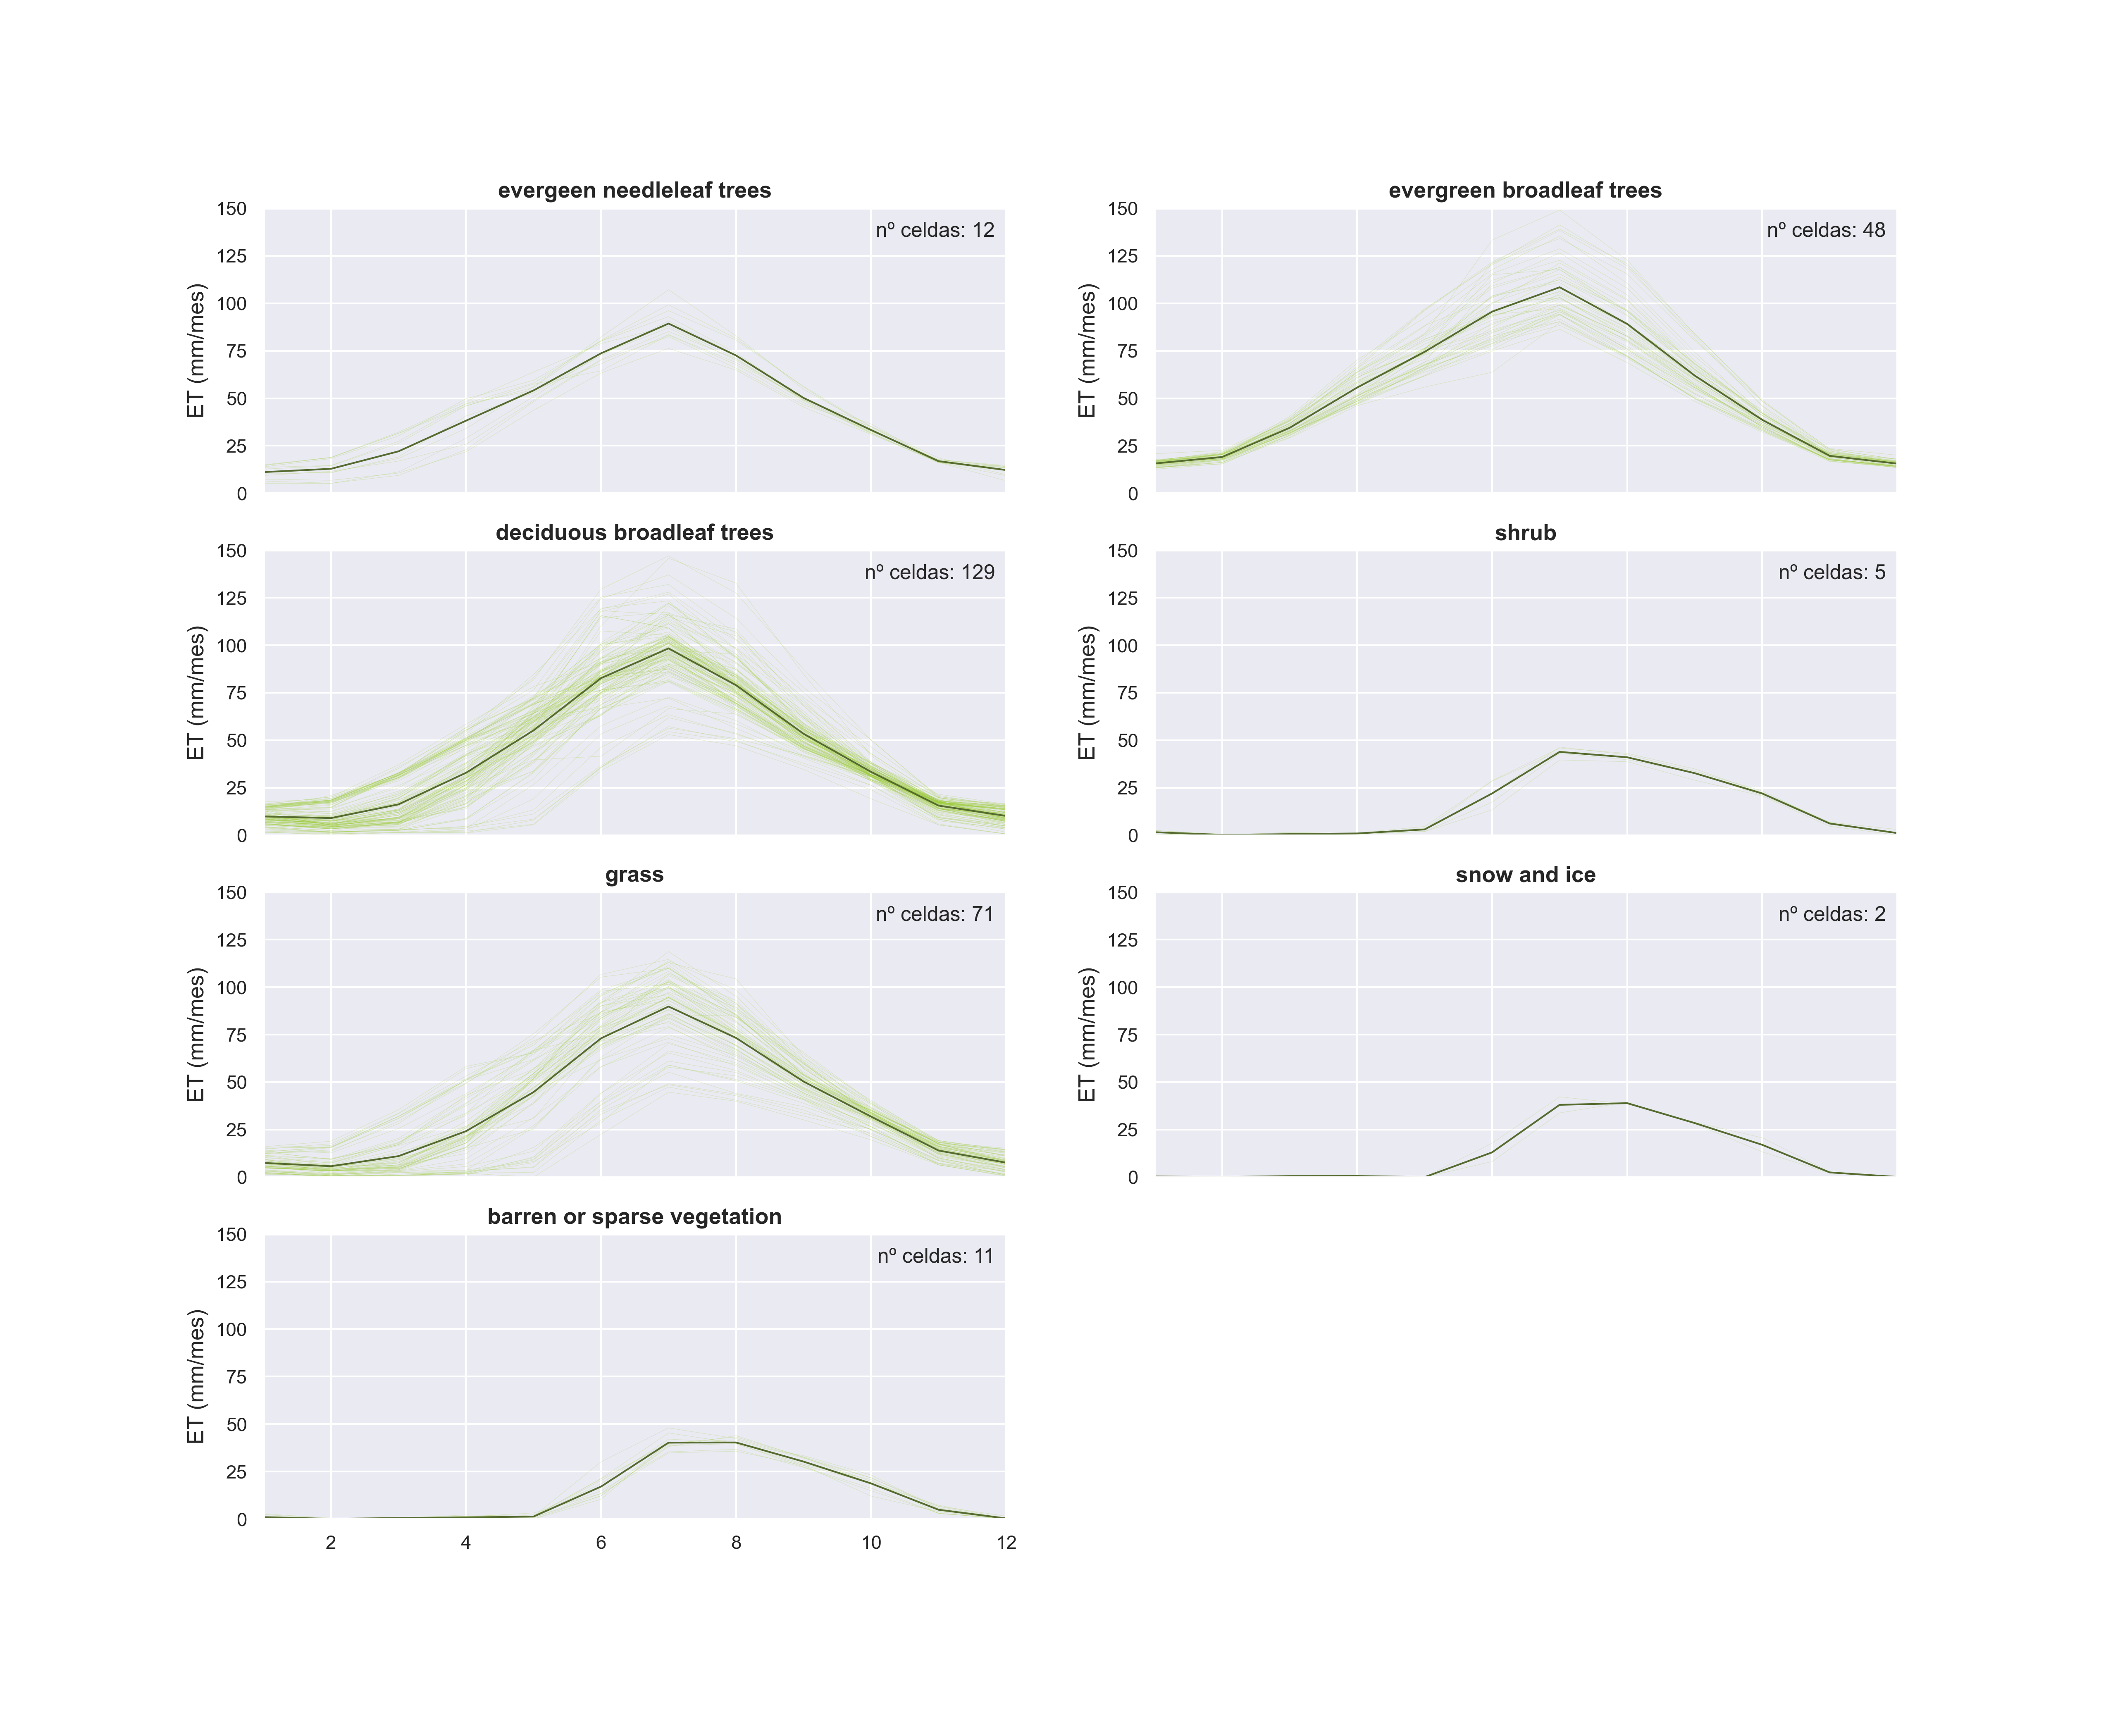 evergeen needleleaf trees
nº celdas: 12
ET (mm/mes)
150
125
100
75
50
25
0
evergreen broadleaf trees
nº celdas: 48
ET (mm/mes)
150
125
100
75
50
25
0
deciduous broadleaf trees
nº celdas: 129
ET (mm/mes)
150
125
100
75
50
25
0
shrub
nº celdas: 5
ET (mm/mes)
150
125
100
75
50
25
0
grass
nº celdas: 71
ET (mm/mes)
150
125
100
75
50
25
0
snow and ice
nº celdas: 2
ET (mm/mes)
150
125
100
75
50
25
0
barren or sparse vegetation
nº celdas: 11
ET (mm/mes)
150
125
100
75
50
25
0
2 4 6 8 10 12